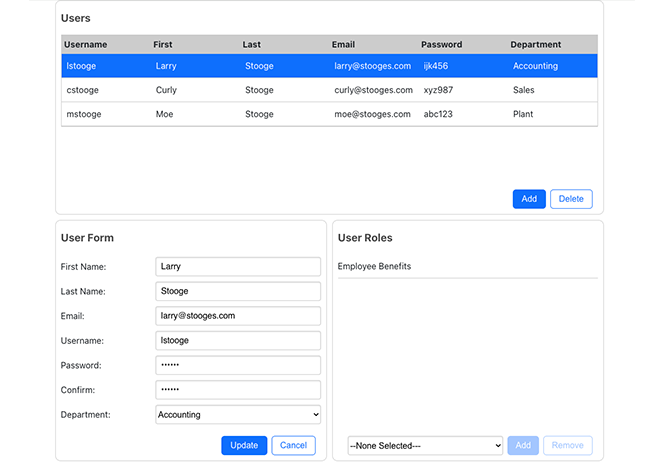 Users
Username First Last Email Password Department
lstooge Larry Stooge larry@stooges.com ijk456 Accounting
cstooge Curly Stooge curly@stooges.com xyz987 Sales
mstooge Moe Stooge moe@stooges.com abc123 Plant
Add Delete
User Form
First Name: Larry
Last Name: Stooge
Email: larry@stooges.com
Username: lstooge
Password: ······
Confirm: ······
Department: Accounting
Update Cancel
User Roles
Employee Benefits
--None Selected--- Add Remove